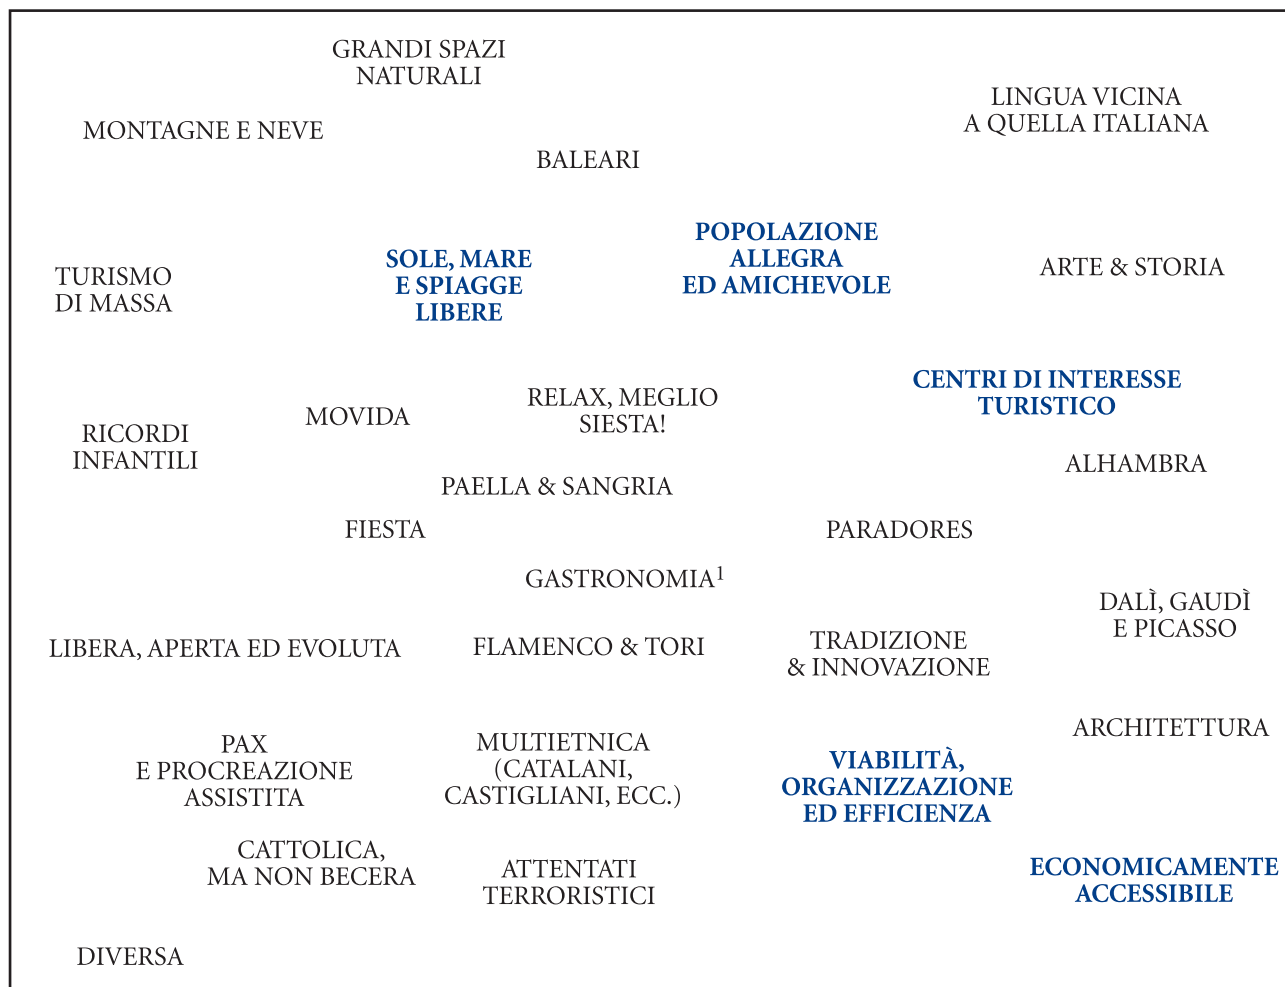 GRANDI SPAZI
NATURALI
LINGUA VICINA
A QUELLA ITALIANA
MONTAGNE E NEVE
BALEARI
POPOLAZIONE
ALLEGRA
ED AMICHEVOLE
SOLE, MARE
E SPIAGGE
LIBERE
TURISMO
DI MASSA
ARTE & STORIA
CENTRI DI INTERESSE
TURISTICO
RELAX, MEGLIO
SIESTA!
MOVIDA
RICORDI
INFANTILI
ALHAMBRA
PAELLA & SANGRIA
FIESTA
PARADORES
GASTRONOMIA¹
DALÌ, GAUDÌ
E PICASSO
LIBERA, APERTA ED EVOLUTA
FLAMENCO & TORI
TRADIZIONE
& INNOVAZIONE
ARCHITETTURA
PAX
E PROCREAZIONE
ASSISTITA
MULTIETNICA
(CATALANI,
CASTIGLIANI, ECC.)
VIABILITÀ,
ORGANIZZAZIONE
ED EFFICIENZA
CATTOLICA,
MA NON BECERA
ATTENTATI
TERRORISTICI
ECONOMICAMENTE
ACCESSIBILE
DIVERSA